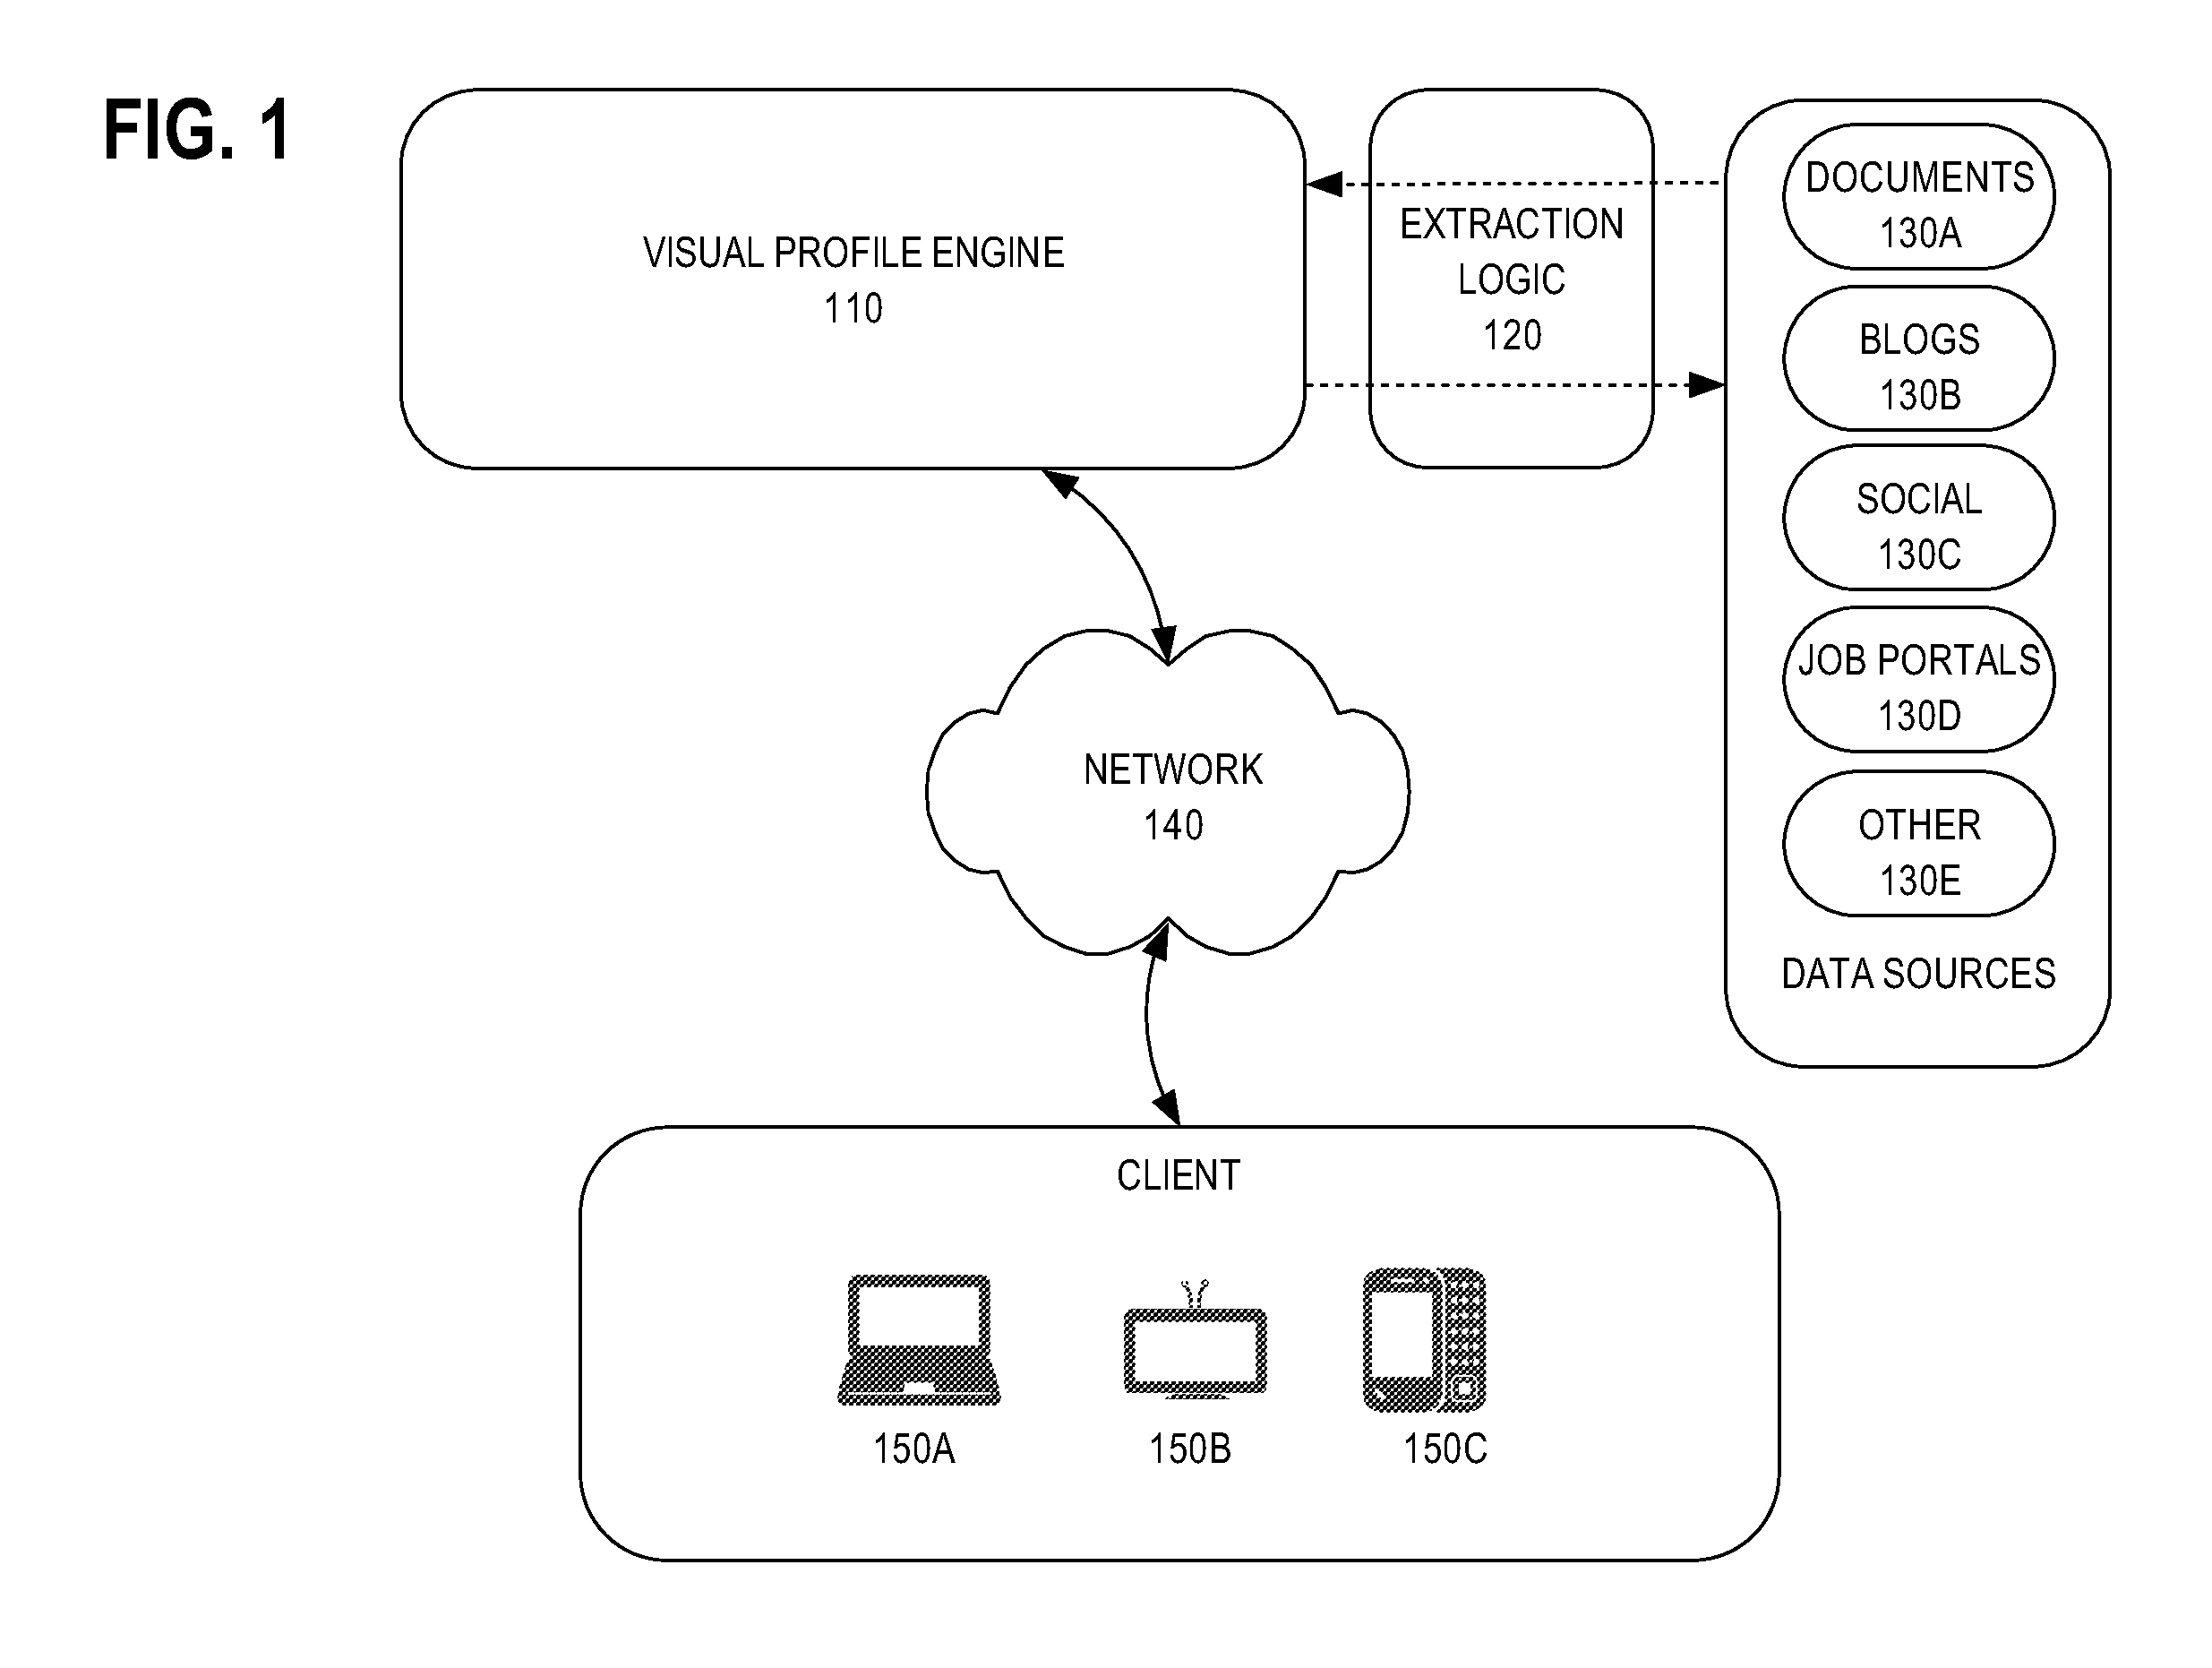 FIG. 1
VISUAL PROFILE ENGINE
110
EXTRACTION
LOGIC
120
DOCUMENTS
130A
BLOGS
130B
SOCIAL
130C
JOB PORTALS
130D
OTHER
130E
DATA SOURCES
NETWORK
140
CLIENT
150A
150B
150C